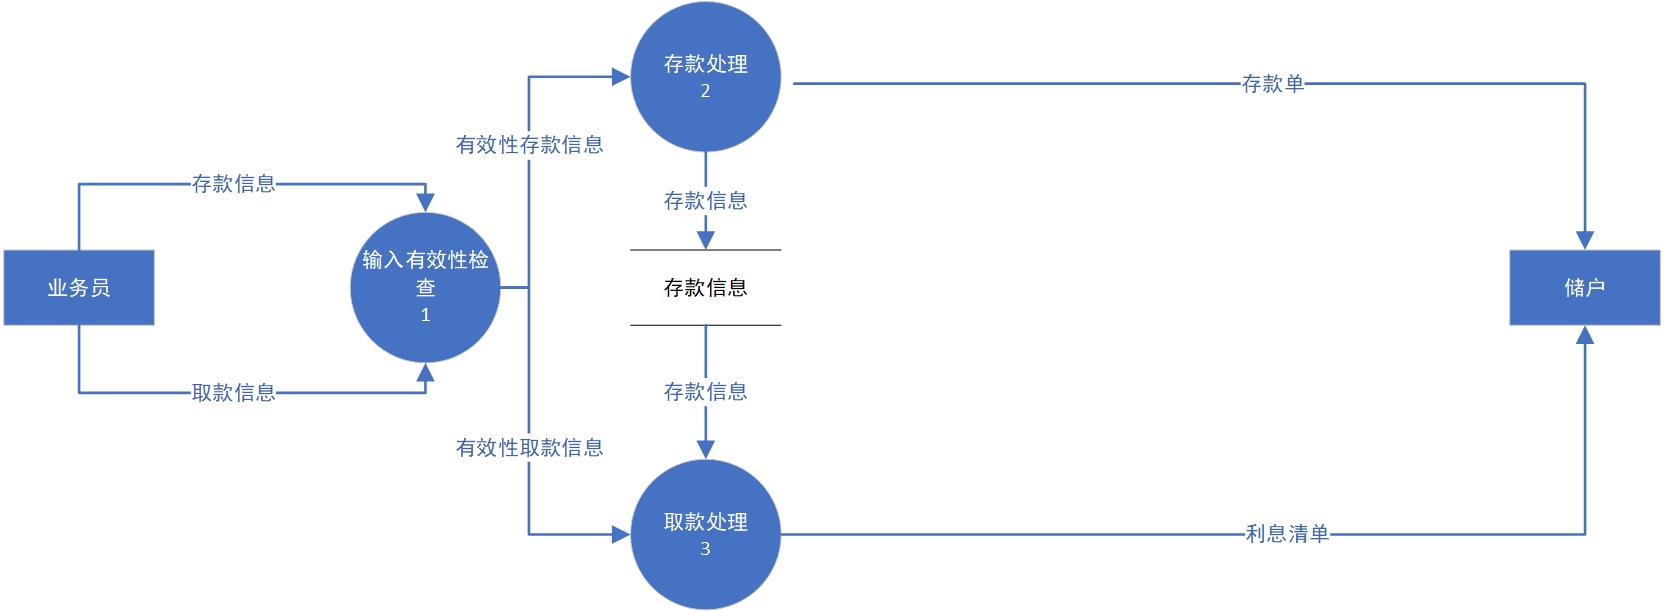 存款处理
2
存款单
有效性存款信息
存款信息
存款信息
输入有效性检
查
1
业务员
存款信息
储户
取款信息
存款信息
有效性取款信息
取款处理
3
利息清单